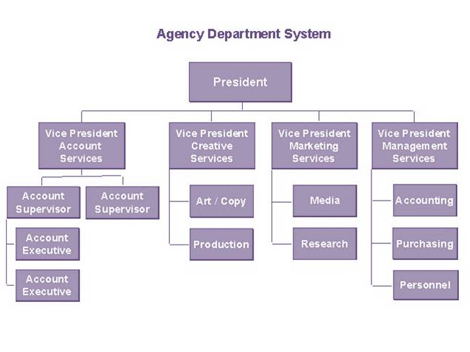 Agency Department System
President
Vice President
Account
Services
Vice President
Creative
Services
Vice President
Marketing
Services
Vice President
Management
Services
Account
Supervisor
Account
Supervisor
Art / Copy
Media
Accounting
Account
Executive
Production
Research
Purchasing
Account
Executive
Personnel